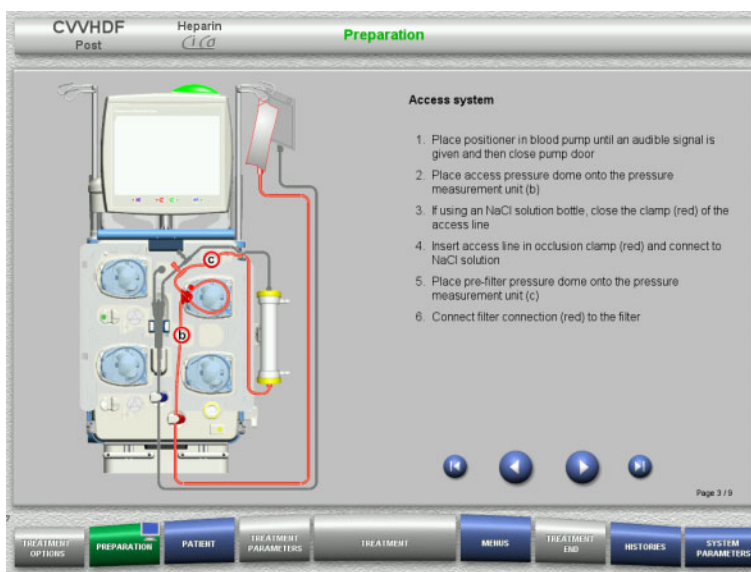 CVVHDF
Post
Heparin
Ci Ca
Preparation
Access system
1. Place positioner in blood pump until an audible signal is
given and then close pump door
2. Place access pressure dome onto the pressure
measurement unit (b)
3. If using an NaCl solution bottle, close the clamp (red) of the
access line
4. Insert access line in occlusion clamp (red) and connect to
NaCl solution
5. Place pre-filter pressure dome onto the pressure
measurement unit (c)
6. Connect filter connection (red) to the filter
c
b
Page 3 / 9
7
TREATMENT
OPTIONS
PREPARATION
PATIENT
TREATMENT
PARAMETERS
TREATMENT
MENUS
TREATMENT
END
HISTORIES
SYSTEM
PARAMETERS